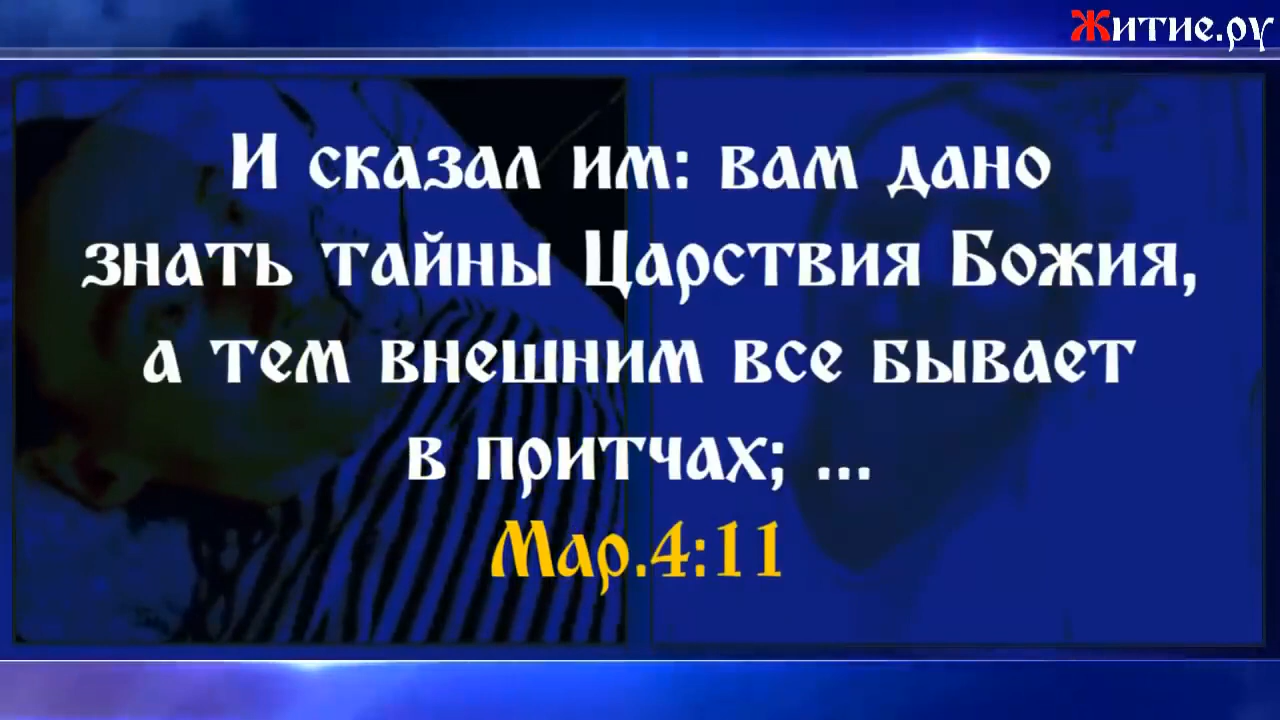 Житие.ру
И сказал им: вам дано
знать тайны Царствия Божия,
а тем внешним все бывает
в притчах; ...
Мар.4:11